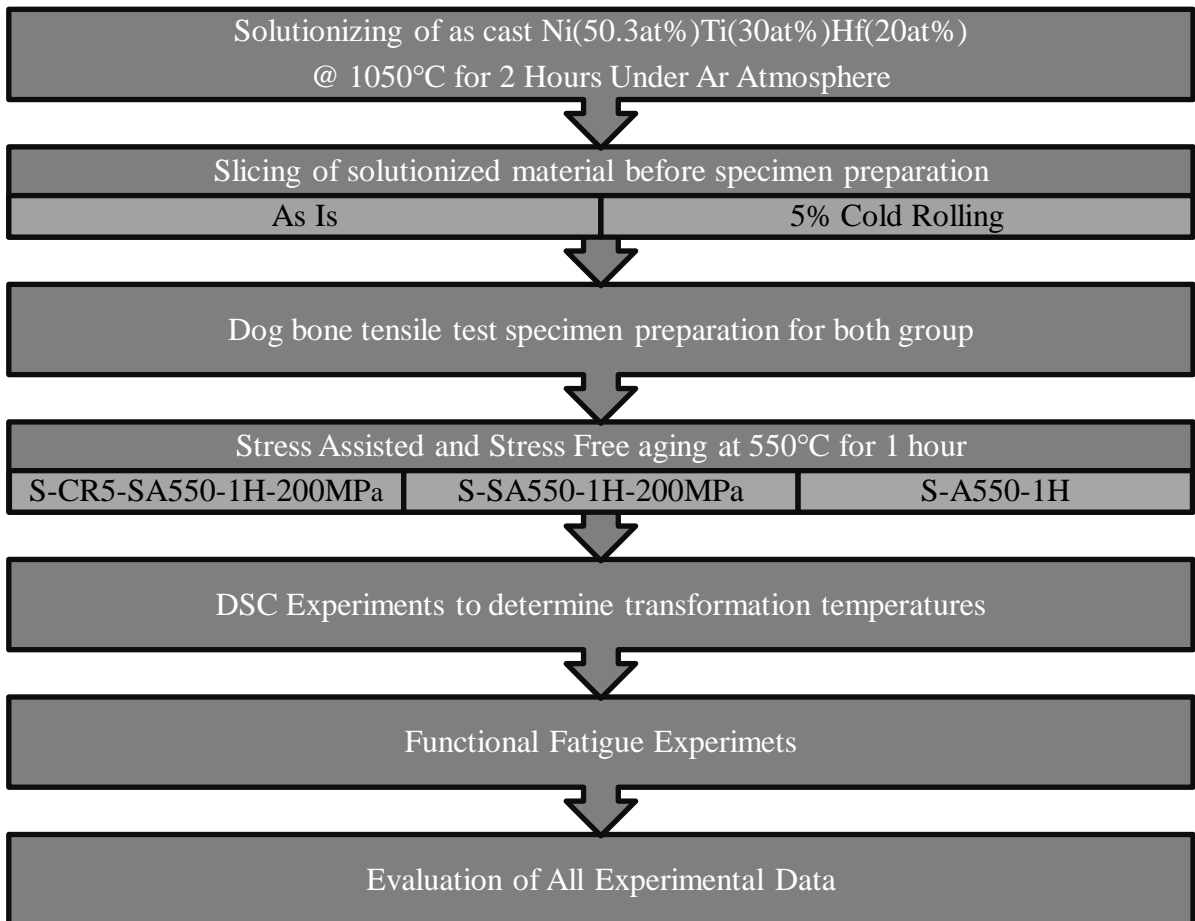 Solutionizing of as cast Ni(50.3at%)Ti(30at%)Hf(20at%)
@ 1050°C for 2 Hours Under Ar Atmosphere
Slicing of solutionized material before specimen preparation
As Is
5% Cold Rolling
Dog bone tensile test specimen preparation for both group
Stress Assisted and Stress Free aging at 550°C for 1 hour
S-CR5-SA550-1H-200MPa
S-SA550-1H-200MPa
S-A550-1H
DSC Experiments to determine transformation temperatures
Functional Fatigue Experimets
Evaluation of All Experimental Data